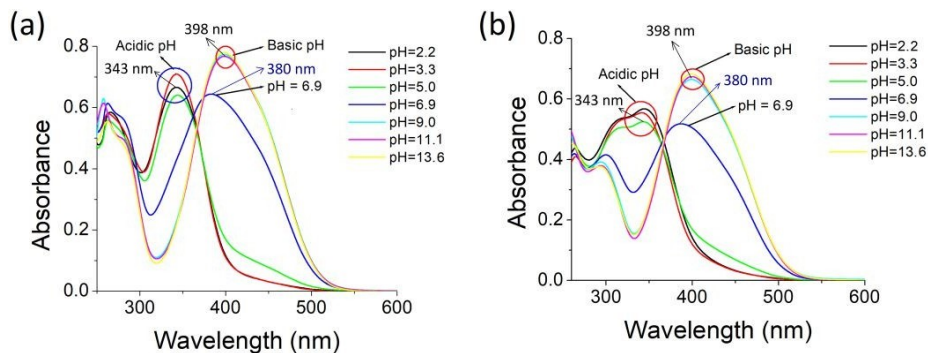 (a)
Absorbance
0.8
0.6
0.4
0.2
0.0
300 400 500 600
Wavelength (nm)
398 nm
Acidic pH
Basic pH
343 nm
380 nm
pH = 6.9
pH=2.2
pH=3.3
pH=5.0
pH=6.9
pH=9.0
pH=11.1
pH=13.6
(b)
Absorbance
0.8
0.6
0.4
0.2
0.0
300 400 500 600
Wavelength (nm)
398 nm
Basic pH
Acidic pH
380 nm
343 nm
pH = 6.9
pH=2.2
pH=3.3
pH=5.0
pH=6.9
pH=9.0
pH=11.1
pH=13.6